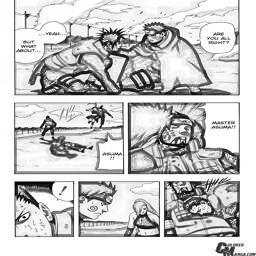 ...YEAH...
BUT
WHAT
ABOUT...
ARE
YOU ALL
RIGHT?
MASTER
ASUMA!!
ASUMA
!!
COLORED
MANGA.COM